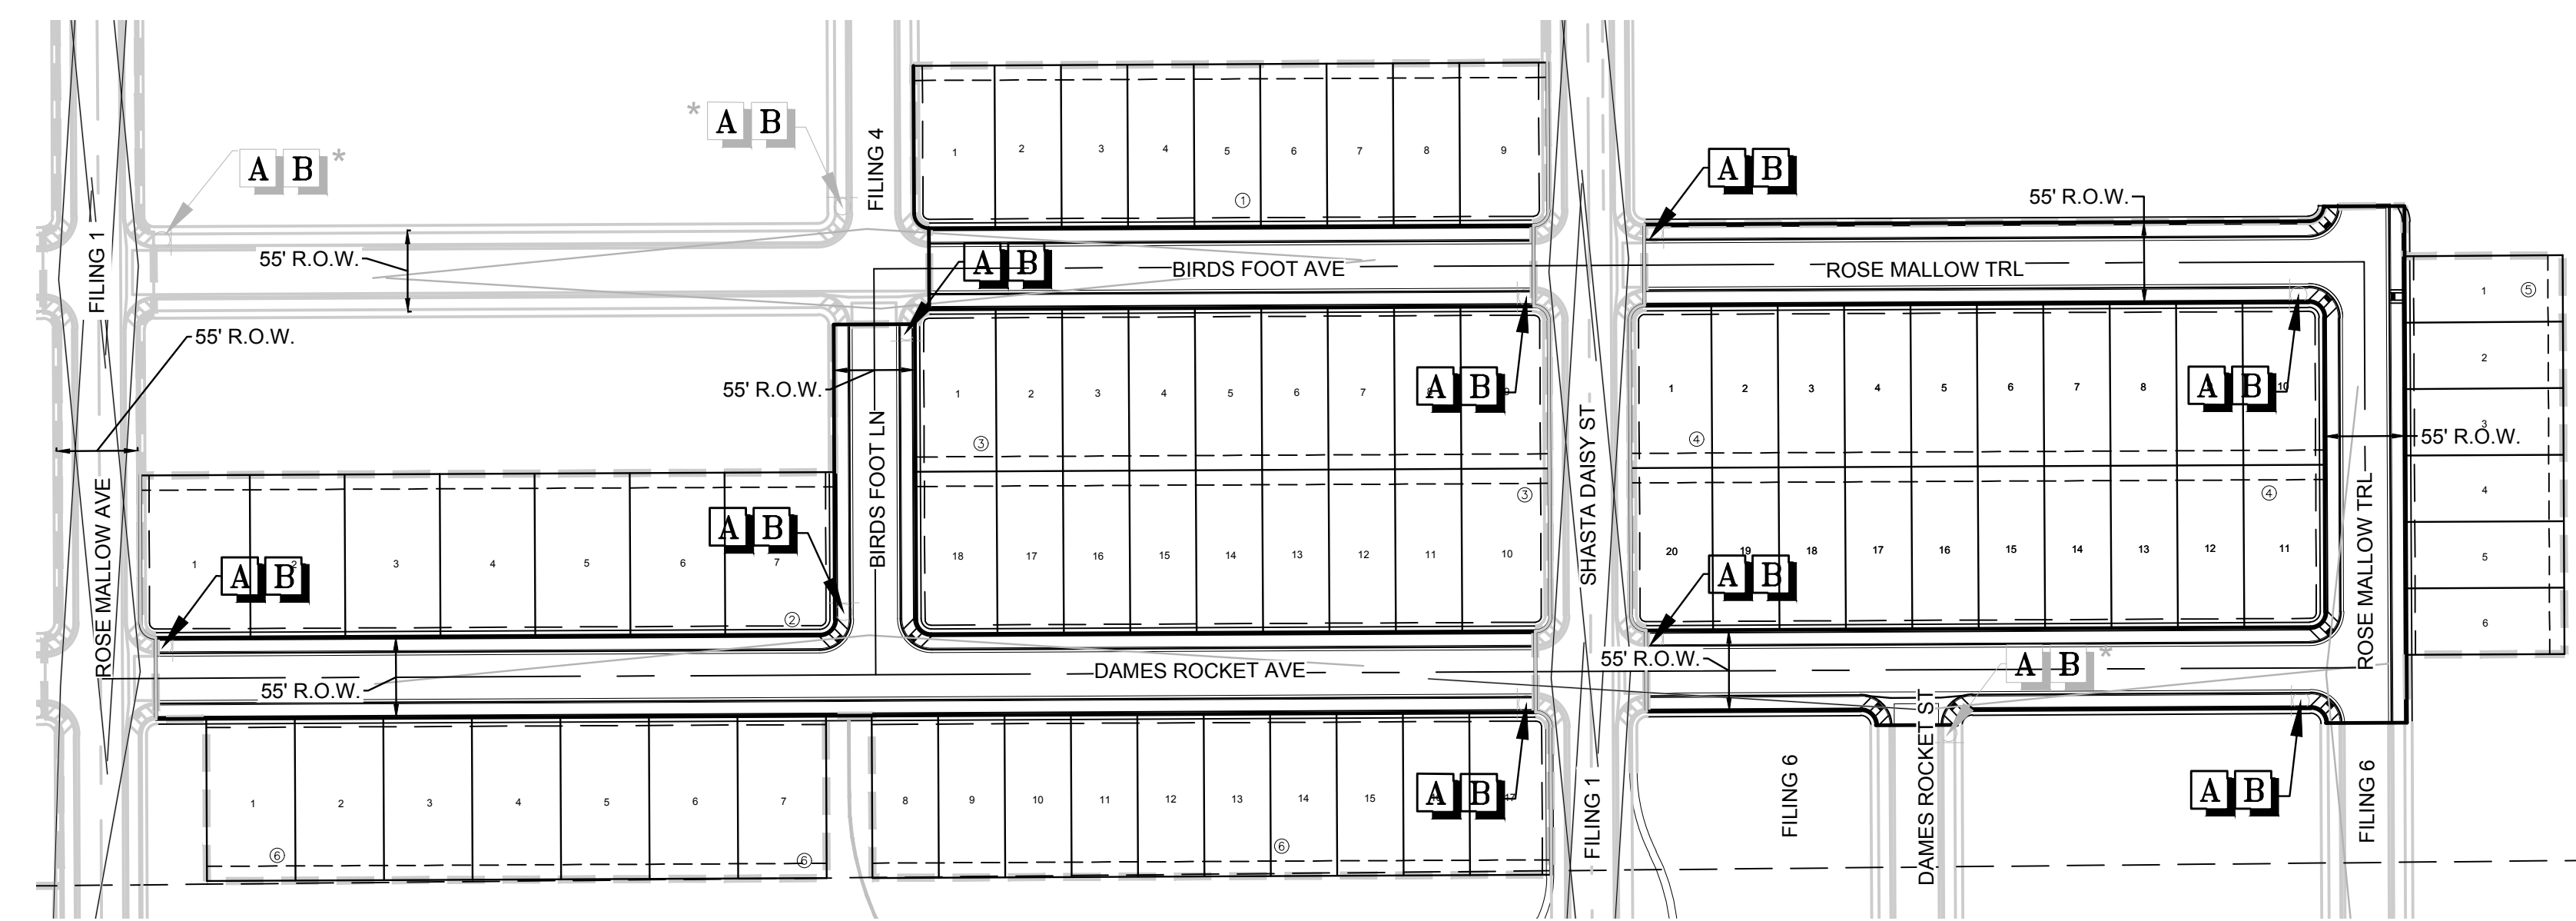 FILING 4
* A B
A B *
A B
55' R.O.W.
1 2 3 4 5 6 7 8 9
①
FILING 1
55' R.O.W.
A B
BIRDS FOOT AVE
ROSE MALLOW TRL
1 ⑤
2
3
4
5
6
55' R.O.W.
55' R.O.W.
1 2 3 4 5 6 7 8 9
A B
③
③
18 17 16 15 14 13 12 11 10
BIRDS FOOT LN
SHASTA DAISY ST
1 2 3 4 5 6 7 8 10
A B
④
④
55' R.O.W.
20 19 18 17 16 15 14 13 12 11
A B
ROSE MALLOW TRL
ROSE MALLOW AVE
A B
1 2 3 4 5 6 7
A B
②
55' R.O.W.
DAMES ROCKET AVE
55' R.O.W.
A B *
DAMES ROCKET ST
1 2 3 4 5 6 7
⑥
⑥
8 9 10 11 12 13 14 15 17
A B
⑥
FILING 1
FILING 6
A B
FILING 6